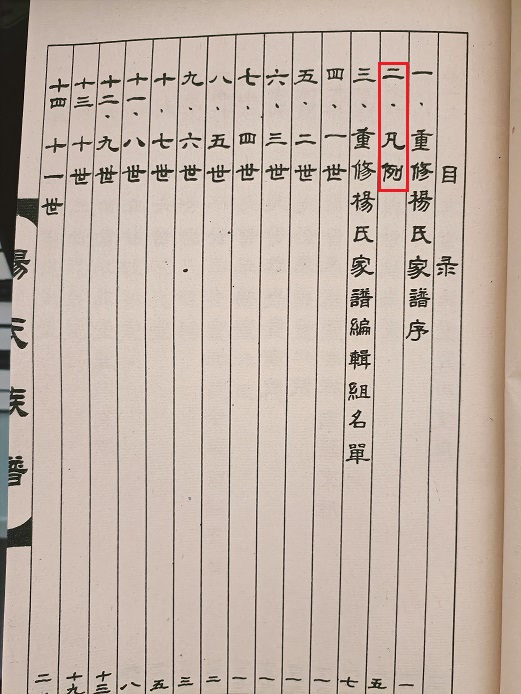 目录
一、重修楊氏家譜序 一
二、凡例 五
三、重修楊氏家譜編輯組名單 七
四、一世 一
五、二世 一
六、三世 一
七、四世 一
八、五世 二
九、六世 三
十、七世 五
十一、八世 八
十二、九世 十三
十三 十世 十九
十四 十一世
楊氏族譜